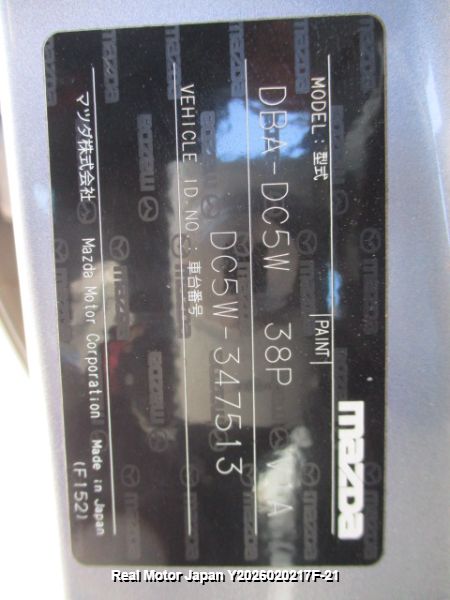 mazda
MODEL : 型式
PAINT
DBA-DC5W 38P
VEHICLE ID.NO.: 車台番号
DC5W-347513
マツダ株式会社 Mazda Motor Corporation Made in Japan
(F152)
Real Motor Japan Y2026020217F-21